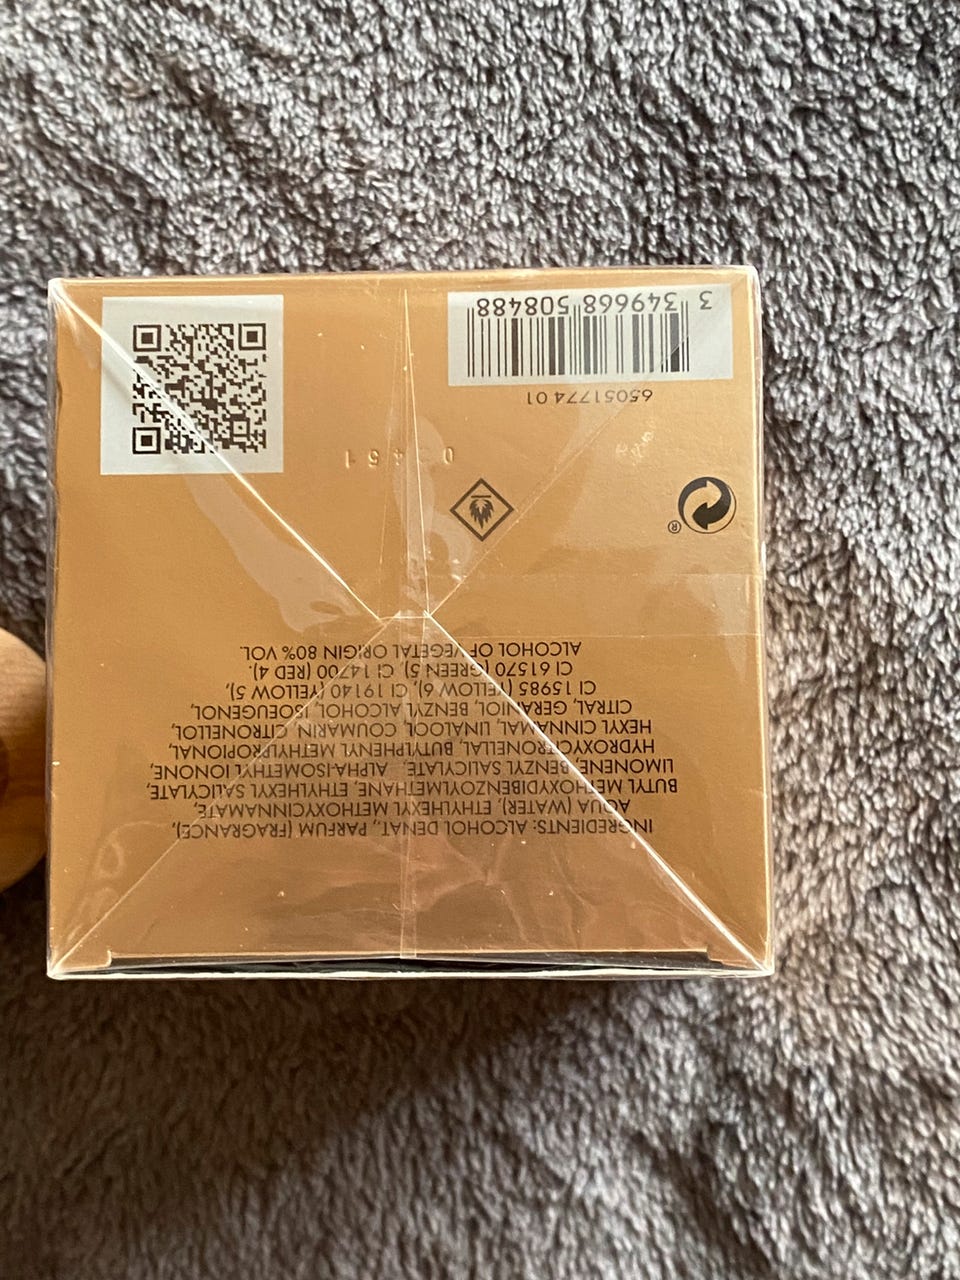 INGREDIENTS: ALCOHOL DENAT., PARFUM (FRAGRANCE),
AQUA (WATER), ETHYLHEXYL METHOXYCINNAMATE,
BUTYL METHOXYDIBENZOYLMETHANE, ETHYLHEXYL SALICYLATE,
LIMONENE, BENZYL SALICYLATE, ALPHA-ISOMETHYL IONONE,
HYDROXYCITRONELLAL, BUTYLPHENYL METHYLPROPIONAL,
HEXYL CINNAMAL, LINALOOL, COUMARIN, CITRONELLOL,
CITRAL, GERANIOL, BENZYL ALCOHOL, ISOEUGENOL,
CI 15985 (YELLOW 6), CI 19140 (YELLOW 5),
CI 61570 (GREEN 5), CI 14700 (RED 4).
ALCOHOL OF VEGETAL ORIGIN 80% VOL.
®
65051774 01
3 349668 508488